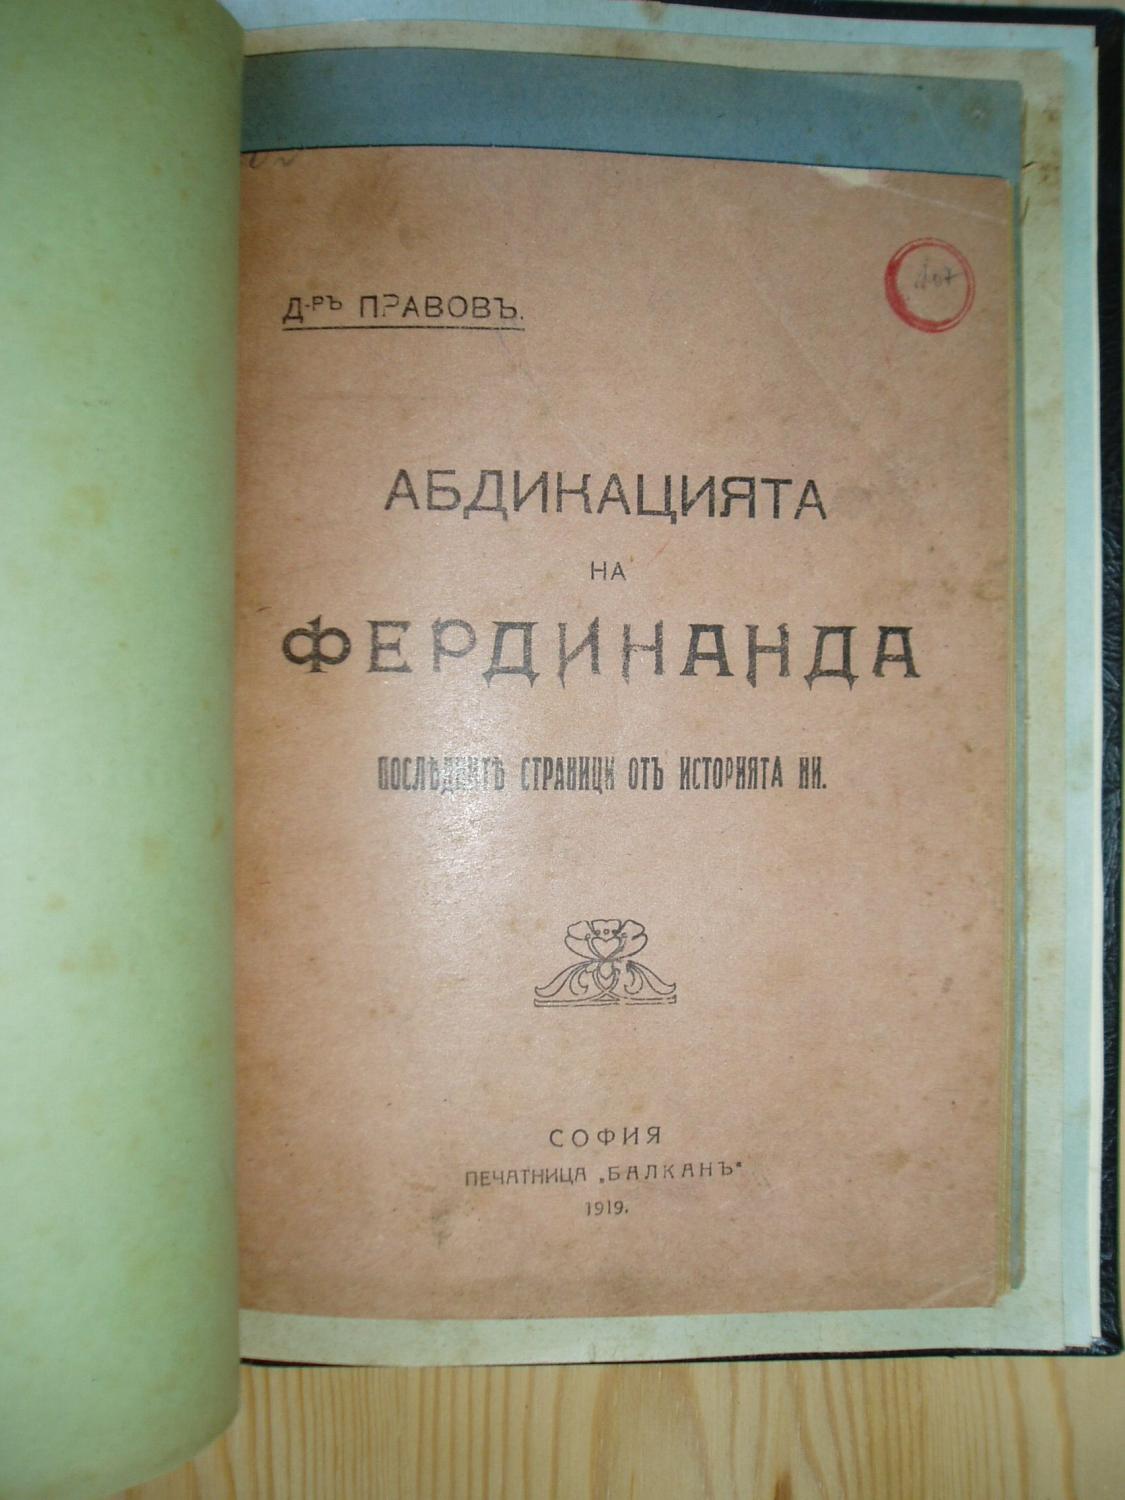 Д-РЪ ПРАВОВЪ.
АБДИКАЦИЯТА
НА
ФЕРДИНАНДА
ПОСЛѢДНИТѢ СТРАНИЦИ ОТЪ ИСТОРИЯТА НИ.
СОФИЯ
ПЕЧАТНИЦА „БАЛКАНЪ"
1919.